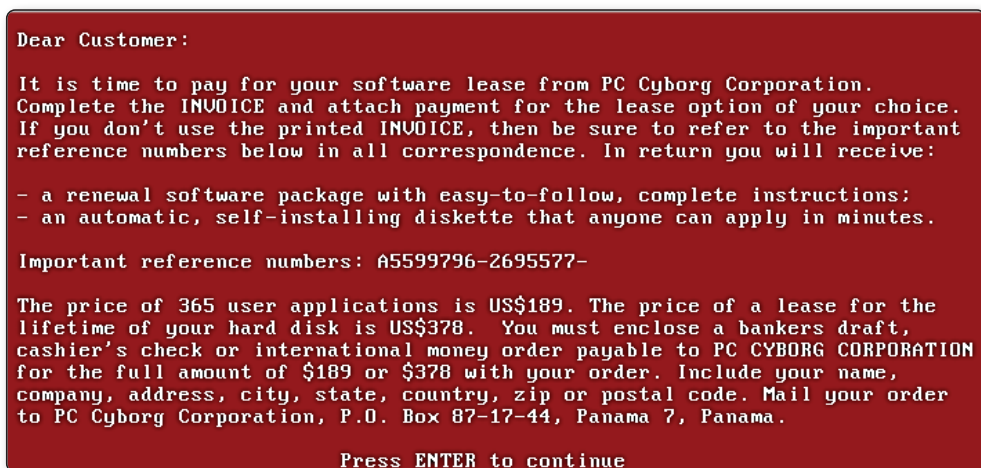 Dear Customer:
It is time to pay for your software lease from PC Cyborg Corporation.
Complete the INVOICE and attach payment for the lease option of your choice.
If you don't use the printed INVOICE, then be sure to refer to the important
reference numbers below in all correspondence. In return you will receive:
- a renewal software package with easy-to-follow, complete instructions;
- an automatic, self-installing diskette that anyone can apply in minutes.
Important reference numbers: A5599796-2695577-
The price of 365 user applications is US$189. The price of a lease for the
lifetime of your hard disk is US$378.  You must enclose a bankers draft,
cashier's check or international money order payable to PC CYBORG CORPORATION
for the full amount of $189 or $378 with your order. Include your name,
company, address, city, state, country, zip or postal code. Mail your order
to PC Cyborg Corporation, P.O. Box 87-17-44, Panama 7, Panama.
Press ENTER to continue